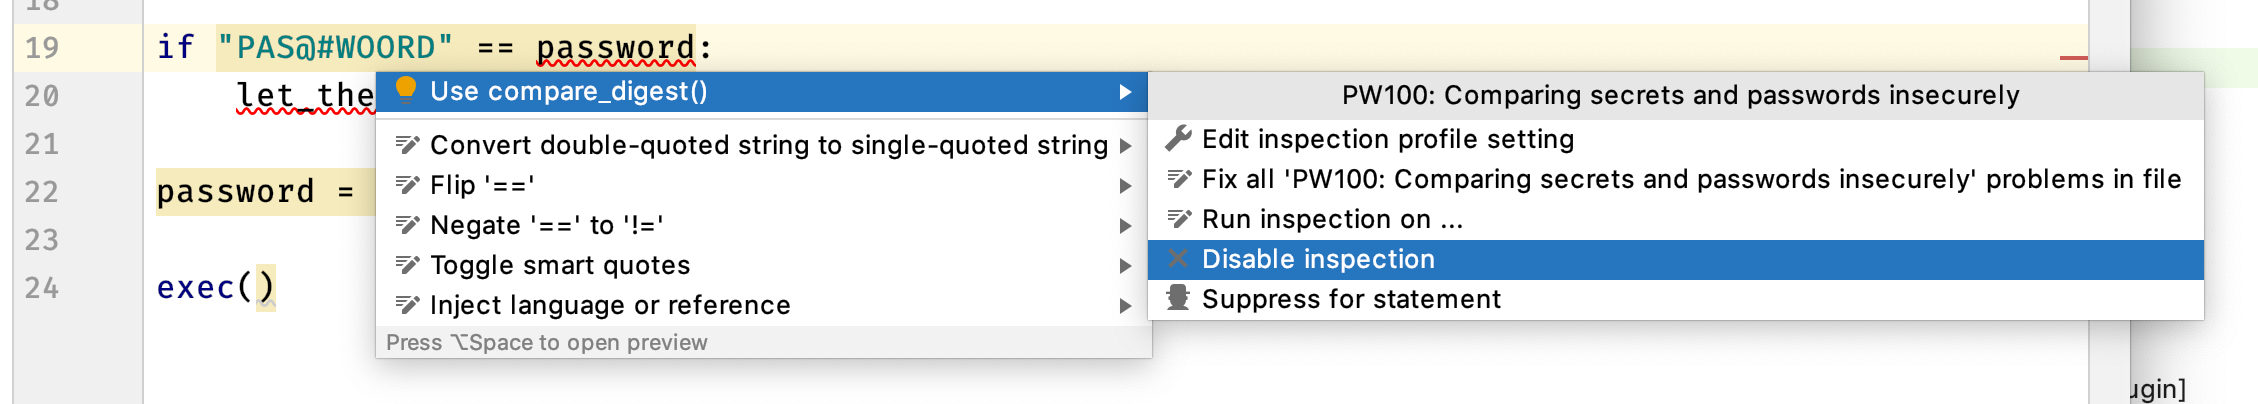 18
19 if "PAS@#WOORD" == password:
20 let_the
21
22 password =
23
24 exec()
Use compare_digest()
Convert double-quoted string to single-quoted string
Flip '=='
Negate '==' to '!='
Toggle smart quotes
Inject language or reference
Press ⌥Space to open preview
PW100: Comparing secrets and passwords insecurely
Edit inspection profile setting
Fix all 'PW100: Comparing secrets and passwords insecurely' problems in file
Run inspection on ...
Disable inspection
Suppress for statement
ugin]